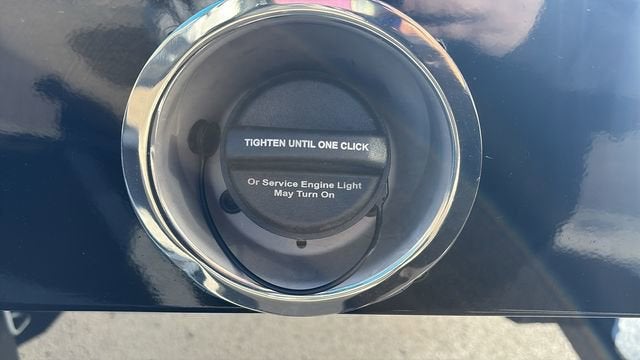 TIGHTEN UNTIL ONE CLICK
Or Service Engine Light
May Turn On